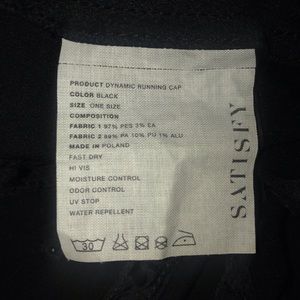 PRODUCT DYNAMIC RUNNING CAP
COLOR BLACK
SIZE ONE SIZE
COMPOSITION
FABRIC 1 97% PES 3% EA
FABRIC 2 89% PA 10% PU 1% ALU
MADE IN POLAND
FAST DRY
HI VIS
MOISTURE CONTROL
ODOR CONTROL
UV STOP
WATER REPELLENT
30
SATISFY